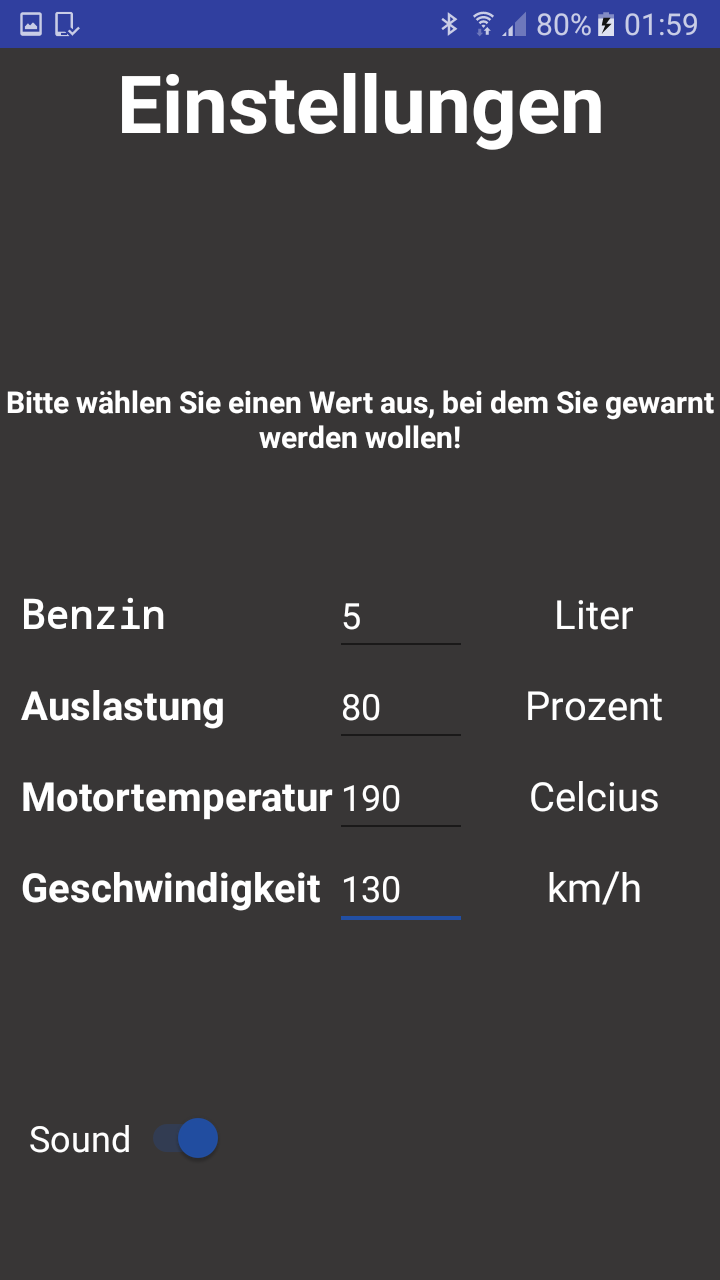 80% 01:59
Einstellungen
Bitte wählen Sie einen Wert aus, bei dem Sie gewarnt
werden wollen!
Benzin 5 Liter
Auslastung 80 Prozent
Motortemperatur 190 Celcius
Geschwindigkeit 130 km/h
Sound